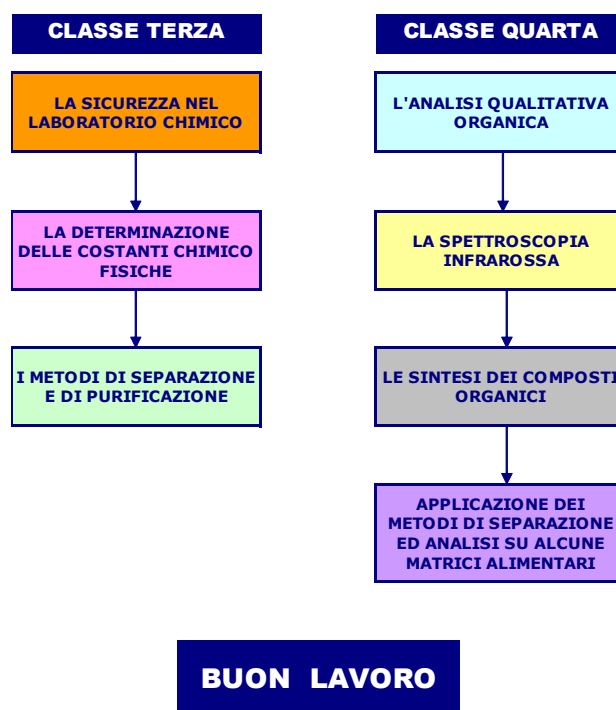 CLASSE TERZA
LA SICUREZZA NEL
LABORATORIO CHIMICO
LA DETERMINAZIONE
DELLE COSTANTI CHIMICO
FISICHE
I METODI DI SEPARAZIONE
E DI PURIFICAZIONE
CLASSE QUARTA
L'ANALISI QUALITATIVA
ORGANICA
LA SPETTROSCOPIA
INFRAROSSA
LE SINTESI DEI COMPOSTI
ORGANICI
APPLICAZIONE DEI
METODI DI SEPARAZIONE
ED ANALISI SU ALCUNE
MATRICI ALIMENTARI
BUON LAVORO